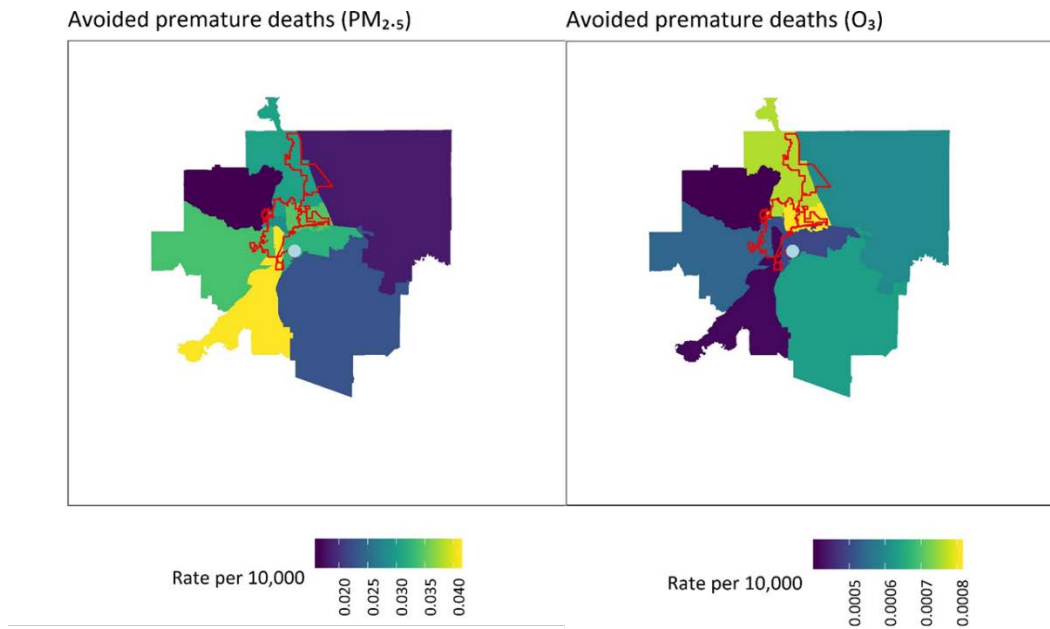 Avoided premature deaths (PM₂.₅)
Avoided premature deaths (O₃)
Rate per 10,000
0.020
0.025
0.030
0.035
0.040
Rate per 10,000
0.0005
0.0006
0.0007
0.0008